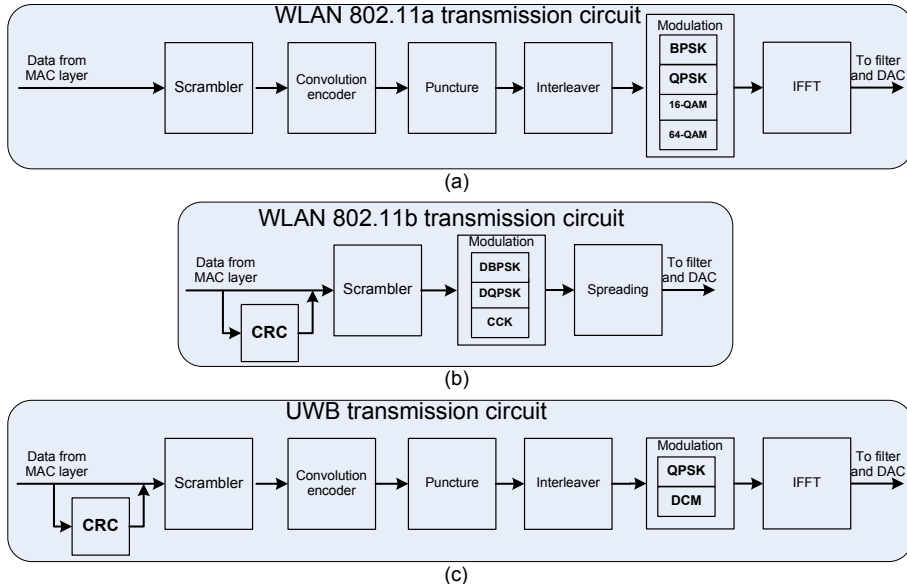 WLAN 802.11a transmission circuit
Data from
MAC layer
Scrambler
Convolution
encoder
Puncture
Interleaver
Modulation
BPSK
QPSK
16-QAM
64-QAM
IFFT
To filter
and DAC
(a)
WLAN 802.11b transmission circuit
Data from
MAC layer
CRC
Scrambler
Modulation
DBPSK
DQPSK
CCK
Spreading
To filter
and DAC
(b)
UWB transmission circuit
Data from
MAC layer
CRC
Scrambler
Convolution
encoder
Puncture
Interleaver
Modulation
QPSK
DCM
IFFT
To filter
and DAC
(c)